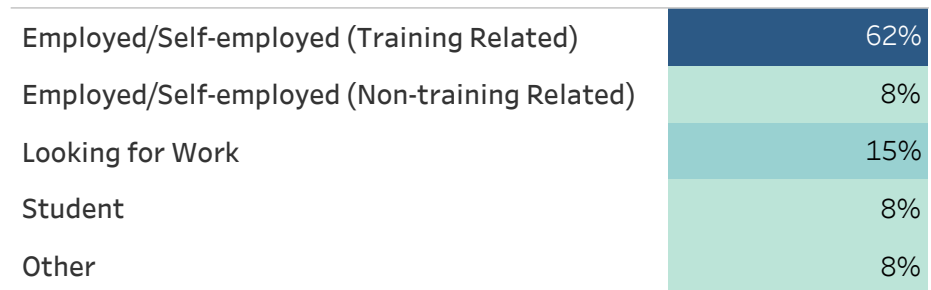 Employed/Self-employed (Training Related) 62%
Employed/Self-employed (Non-training Related) 8%
Looking for Work 15%
Student 8%
Other 8%